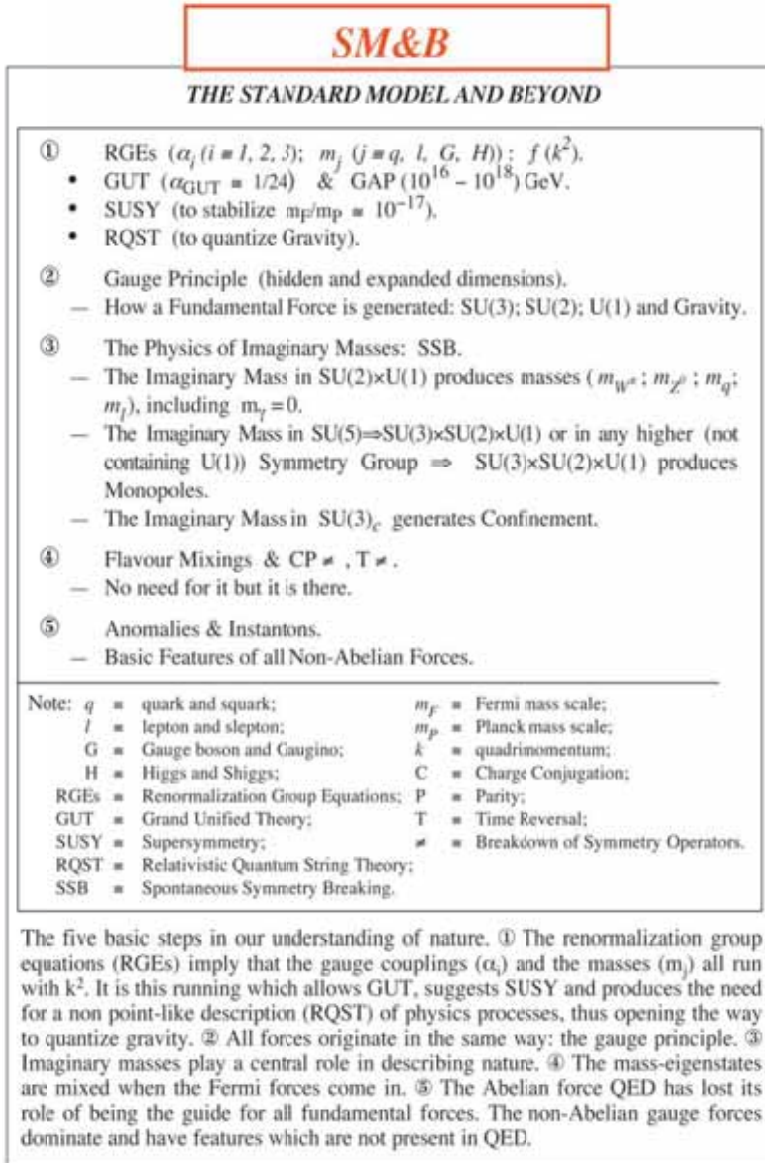 SM&B
THE STANDARD MODEL AND BEYOND
① RGEs (αᵢ (i ≡ 1, 2, 3); mⱼ (j ≡ q, l, G, H)) : f (k²).
• GUT (α_GUT ≡ 1/24) & GAP (10¹⁶ – 10¹⁸) GeV.
• SUSY (to stabilize m_F/m_P ≡ 10⁻¹⁷).
• RQST (to quantize Gravity).
② Gauge Principle (hidden and expanded dimensions).
— How a Fundamental Force is generated: SU(3); SU(2); U(1) and Gravity.
③ The Physics of Imaginary Masses: SSB.
— The Imaginary Mass in SU(2)×U(1) produces masses ( m_W± ; m_Z⁰ ; m_q;
m_l), including m_γ =0.
— The Imaginary Mass in SU(5)⇒SU(3)×SU(2)×U(1) or in any higher (not
containing U(1)) Symmetry Group ⇒ SU(3)×SU(2)×U(1) produces
Monopoles.
— The Imaginary Mass in SU(3)_c generates Confinement.
④ Flavour Mixings & CP ≠ , T ≠ .
— No need for it but it is there.
⑤ Anomalies & Instantons.
— Basic Features of all Non-Abelian Forces.
Note: q ≡ quark and squark; m_F ≡ Fermi mass scale;
l ≡ lepton and slepton; m_P ≡ Planck mass scale;
G ≡ Gauge boson and Gaugino; k ≡ quadrimomentum;
H ≡ Higgs and Shiggs; C ≡ Charge Conjugation;
RGEs ≡ Renormalization Group Equations; P ≡ Parity;
GUT ≡ Grand Unified Theory; T ≡ Time Reversal;
SUSY ≡ Supersymmetry; ≠ ≡ Breakdown of Symmetry Operators.
RQST ≡ Relativistic Quantum String Theory;
SSB ≡ Spontaneous Symmetry Breaking.
The five basic steps in our understanding of nature. ① The renormalization group
equations (RGEs) imply that the gauge couplings (αᵢ) and the masses (mⱼ) all run
with k². It is this running which allows GUT, suggests SUSY and produces the need
for a non point-like description (RQST) of physics processes, thus opening the way
to quantize gravity. ② All forces originate in the same way: the gauge principle. ③
Imaginary masses play a central role in describing nature. ④ The mass-eigenstates
are mixed when the Fermi forces come in. ⑤ The Abelian force QED has lost its
role of being the guide for all fundamental forces. The non-Abelian gauge forces
dominate and have features which are not present in QED.